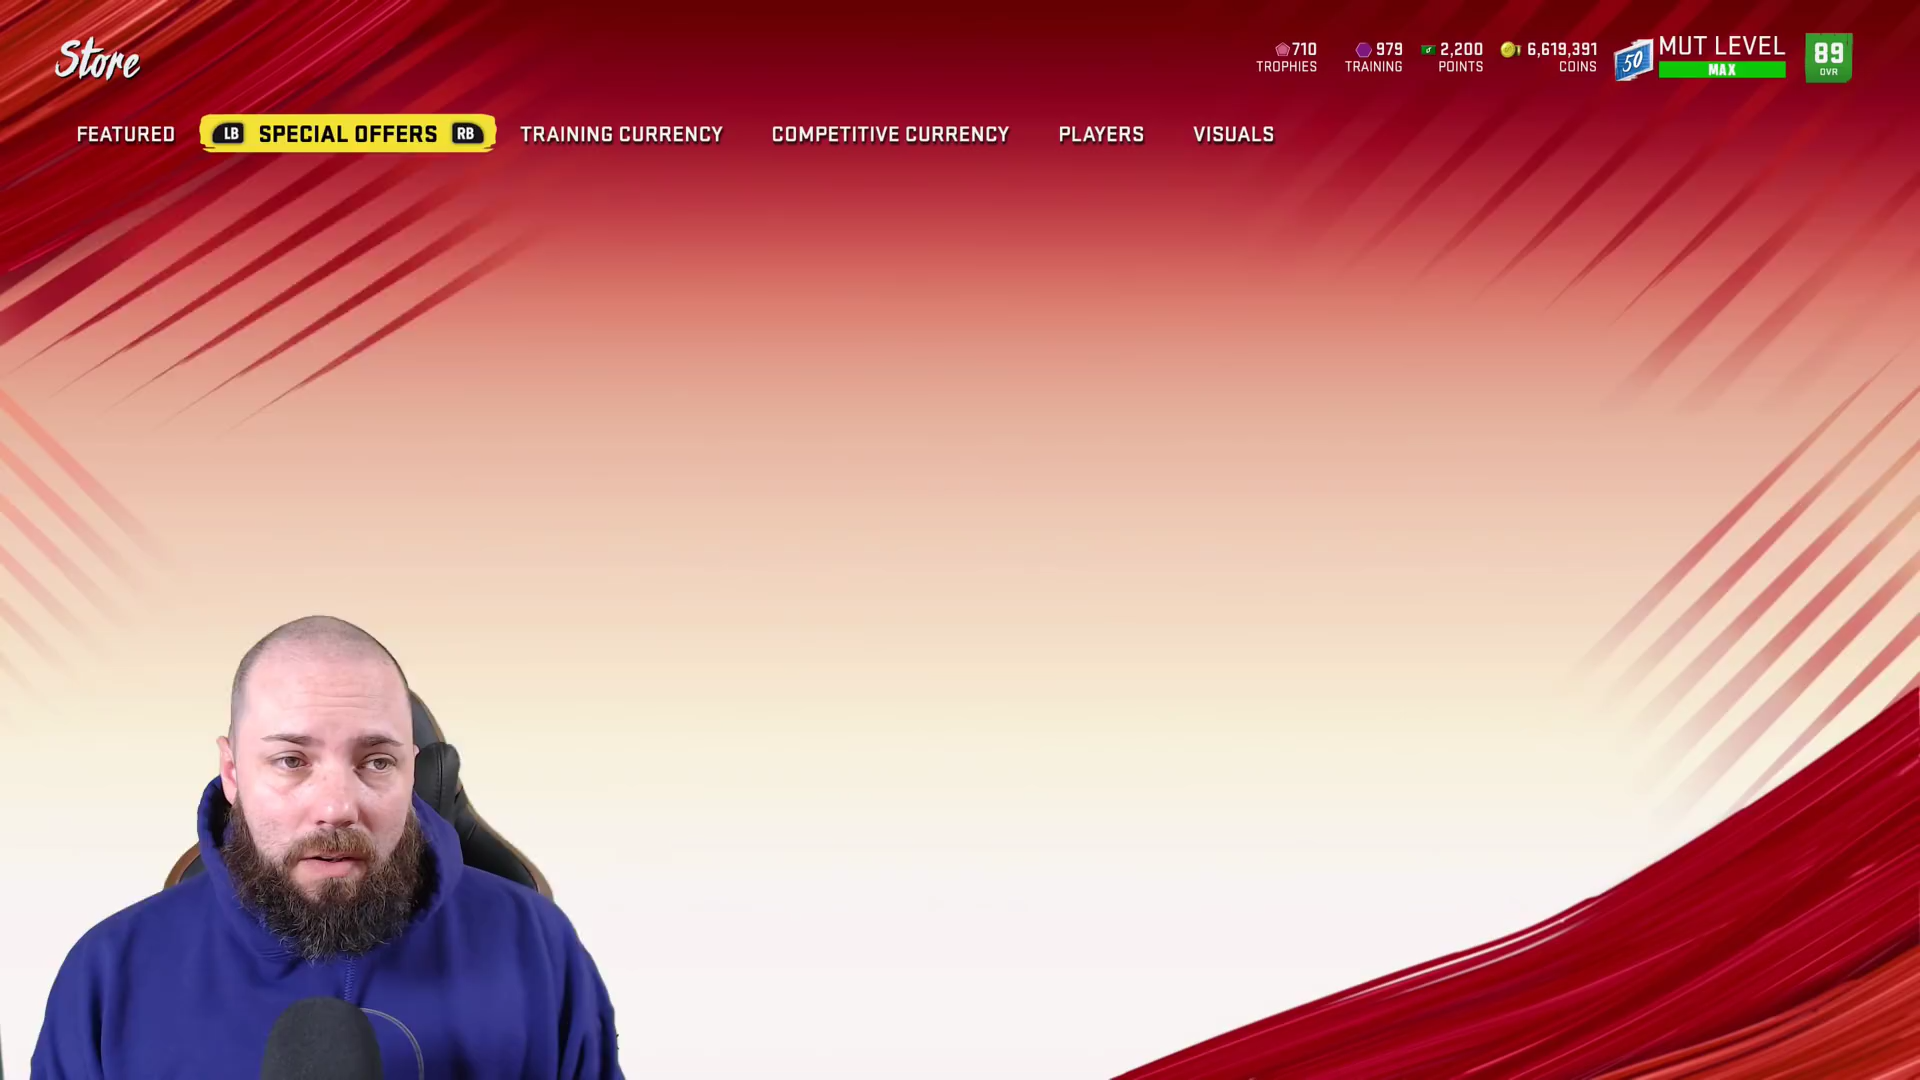 Store
710 TROPHIES
979 TRAINING
2,200 POINTS
6,619,391 COINS
50
MUT LEVEL
MAX
89
OVR
FEATURED LB SPECIAL OFFERS RB TRAINING CURRENCY COMPETITIVE CURRENCY PLAYERS VISUALS